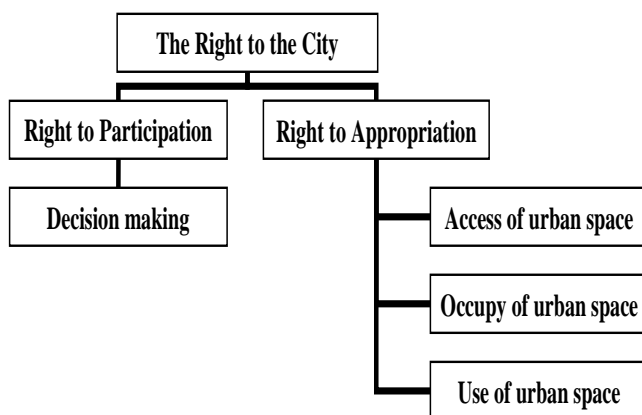 The Right to the City
Right to Participation
Right to Appropriation
Decision making
Access of urban space
Occupy of urban space
Use of urban space